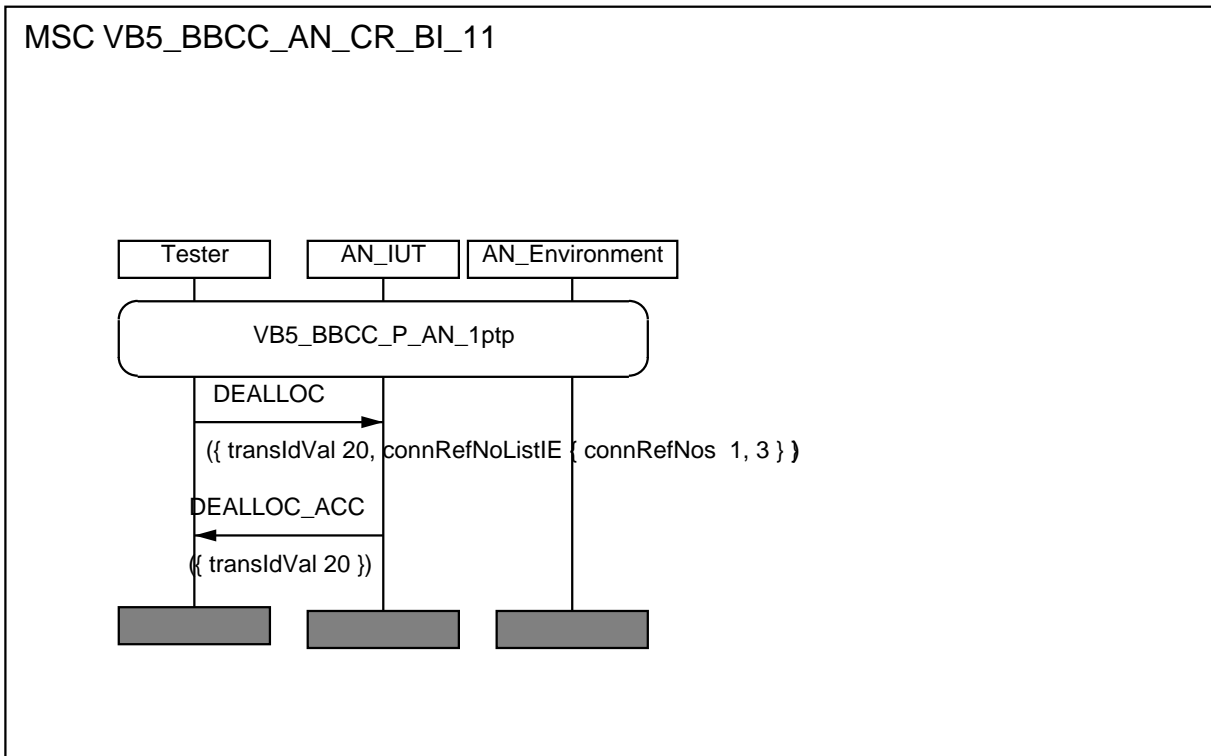 MSC VB5_BBCC_AN_CR_BI_11
Tester AN_IUT AN_Environment
VB5_BBCC_P_AN_1ptp
DEALLOC
({ transIdVal 20, connRefNoListIE { connRefNos  1, 3 } })
DEALLOC_ACC
({ transIdVal 20 })